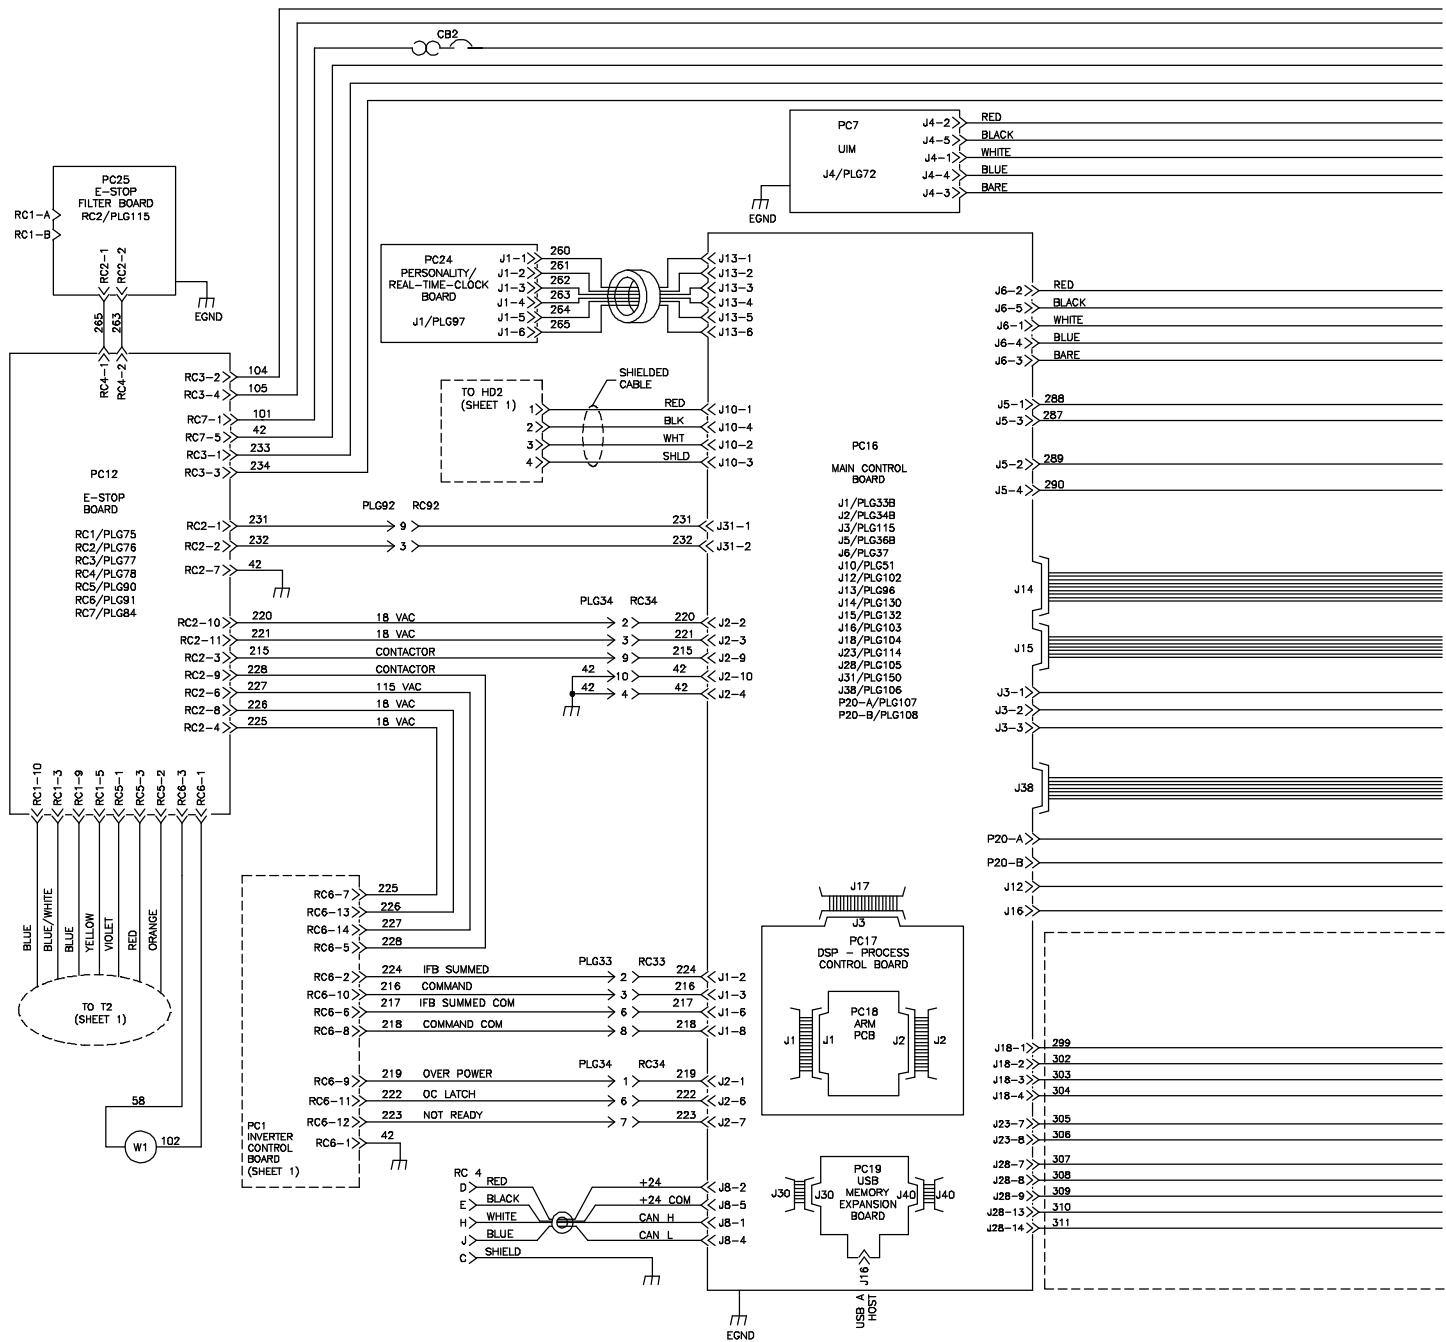 CB2
PC7
UIM
J4/PLG72
J4-2 RED
J4-5 BLACK
J4-1 WHITE
J4-4 BLUE
J4-3 BARE
EGND
PC25
E-STOP
FILTER BOARD
RC2/PLG115
RC1-A
RC1-B
RC2-1
RC2-2
EGND
265
263
RC4-1
RC4-2
PC24
PERSONALITY/
REAL-TIME-CLOCK
BOARD
J1/PLG97
J1-1 260 J13-1
J1-2 261 J13-2
J1-3 262 J13-3
J1-4 263 J13-4
J1-5 264 J13-5
J1-6 265 J13-6
TO HD2
(SHEET 1)
SHIELDED
CABLE
1 RED J10-1
2 BLK J10-4
3 WHT J10-2
4 SHLD J10-3
RC3-2 104
RC3-4 105
RC7-1 101
RC7-5 42
RC3-1 233
RC3-3 234
PC12
E-STOP
BOARD
RC1/PLG75
RC2/PLG76
RC3/PLG77
RC4/PLG78
RC5/PLG90
RC6/PLG91
RC7/PLG84
PLG92 RC92
RC2-1 231 9 231 J31-1
RC2-2 232 3 232 J31-2
RC2-7 42
PLG34 RC34
RC2-10 220 18 VAC 2 220 J2-2
RC2-11 221 18 VAC 3 221 J2-3
RC2-3 215 CONTACTOR 9 215 J2-9
RC2-9 228 CONTACTOR 42 10 42 J2-10
RC2-6 227 115 VAC 42 4 42 J2-4
RC2-8 226 18 VAC
RC2-4 225 18 VAC
RC1-10
RC1-3
RC1-9
RC1-5
RC5-1
RC5-3
RC5-2
RC6-3
RC6-1
BLUE
BLUE/WHITE
BLUE
YELLOW
VIOLET
RED
ORANGE
TO T2
(SHEET 1)
58
W1 102
RC6-7 225
RC6-13 226
RC6-14 227
RC6-5 228
PLG33 RC33
RC6-2 224 IFB SUMMED 2 224 J1-2
RC6-10 216 COMMAND 3 216 J1-3
RC6-6 217 IFB SUMMED COM 6 217 J1-6
RC6-8 218 COMMAND COM 8 218 J1-8
PLG34 RC34
RC6-9 219 OVER POWER 1 219 J2-1
RC6-11 222 OC LATCH 6 222 J2-6
RC6-12 223 NOT READY 7 223 J2-7
RC6-1 42
PC1
INVERTER
CONTROL
BOARD
(SHEET 1)
RC 4
D RED +24 J8-2
E BLACK +24 COM J8-5
H WHITE CAN H J8-1
J BLUE CAN L J8-4
C SHIELD
PC16
MAIN CONTROL
BOARD
J1/PLG33B
J2/PLG34B
J3/PLG115
J5/PLG36B
J6/PLG37
J10/PLG51
J12/PLG102
J13/PLG96
J14/PLG130
J15/PLG132
J16/PLG103
J18/PLG104
J23/PLG114
J28/PLG105
J31/PLG150
J38/PLG106
P20-A/PLG107
P20-B/PLG108
J6-2 RED
J6-5 BLACK
J6-1 WHITE
J6-4 BLUE
J6-3 BARE
J5-1 288
J5-3 287
J5-2 289
J5-4 290
J14
J15
J3-1
J3-2
J3-3
J38
P20-A
P20-B
J12
J16
J17
J3
PC17
DSP - PROCESS
CONTROL BOARD
PC18
ARM
PCB
J1 J1 J2 J2
J18-1 299
J18-2 302
J18-3 303
J18-4 304
J23-7 305
J23-8 306
J28-7 307
J28-8 308
J28-9 309
J28-13 310
J28-14 311
PC19
USB
MEMORY
EXPANSION
BOARD
J30 J30 J40 J40
J16
USB A
HOST
EGND